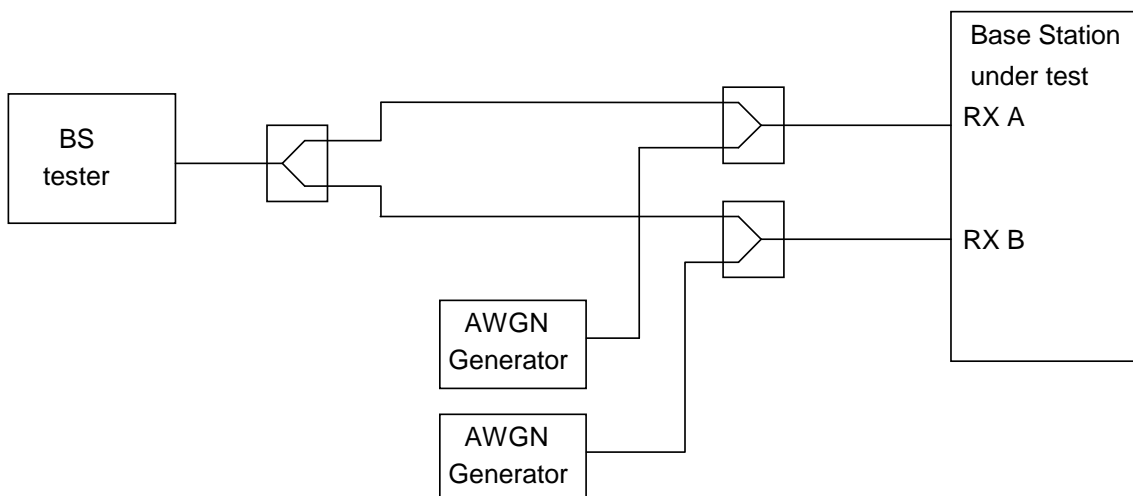 Base Station
under test
RX A
BS
tester
RX B
AWGN
Generator
AWGN
Generator